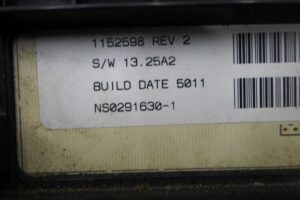 1152598 REV 2
S/W 13.25A2
BUILD DATE 5011
NS0291630-1